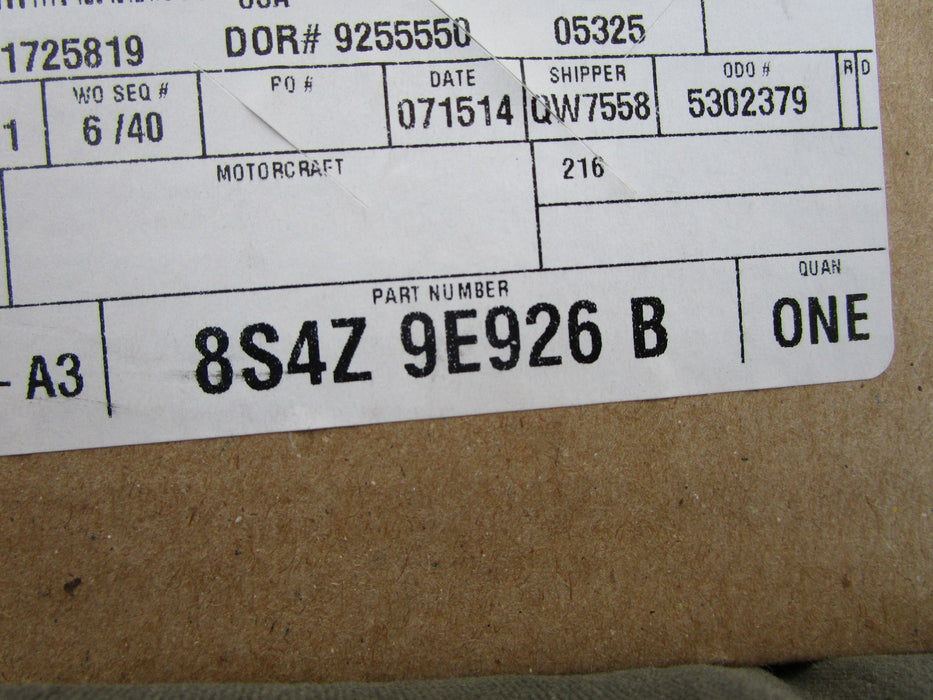 USA
1725819 DOR# 9255550 05325
WO SEQ # PO # DATE SHIPPER ODO # R D
1 6 /40 071514 QW7558 5302379
MOTORCRAFT 216
PART NUMBER QUAN
- A3 8S4Z 9E926 B ONE